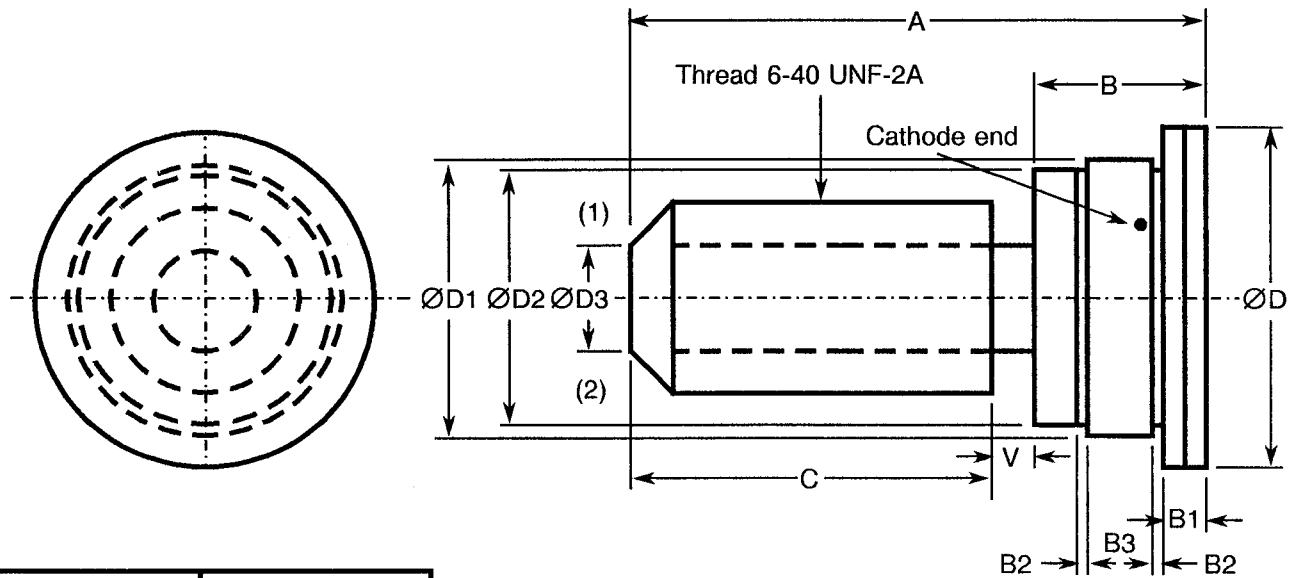 A
Thread 6-40 UNF-2A
B
Cathode end
(1)
ØD1
ØD2
ØD3
ØD
(2)
V
C
B1
B2
B3
B2